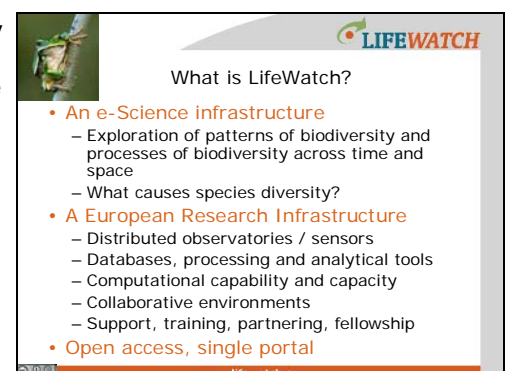 LIFEWATCH
What is LifeWatch?
• An e-Science infrastructure
– Exploration of patterns of biodiversity and
processes of biodiversity across time and
space
– What causes species diversity?
• A European Research Infrastructure
– Distributed observatories / sensors
– Databases, processing and analytical tools
– Computational capability and capacity
– Collaborative environments
– Support, training, partnering, fellowship
• Open access, single portal